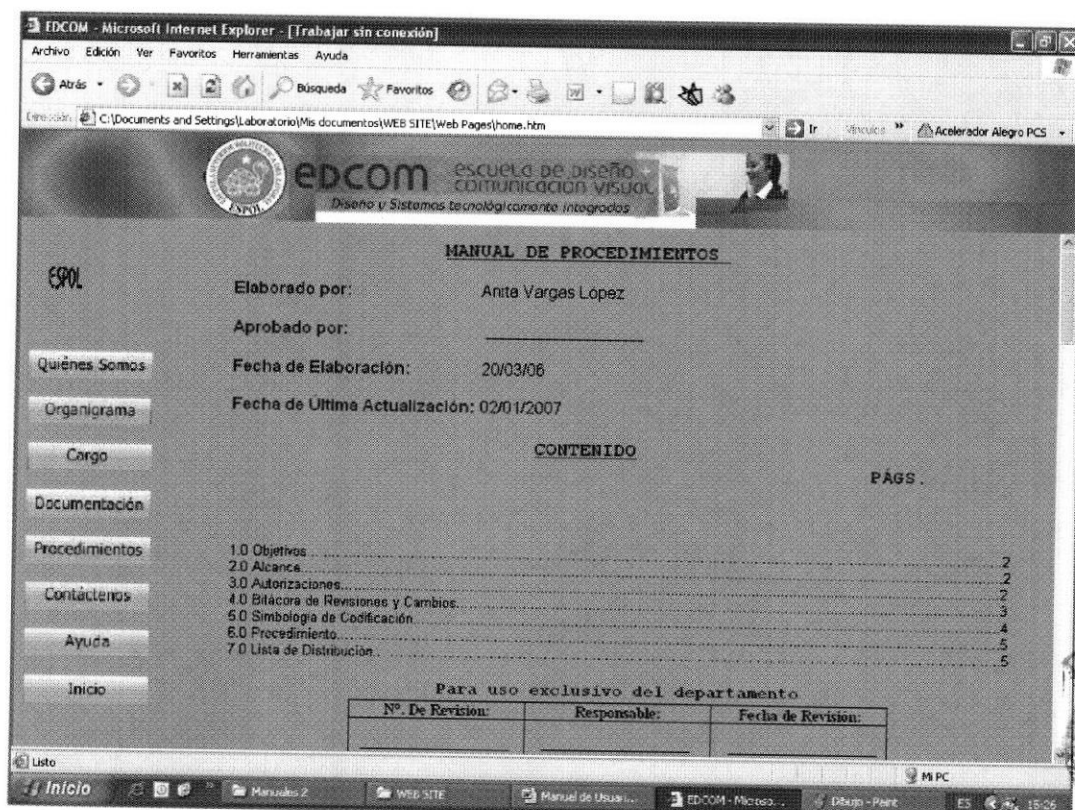 EDCOM - Microsoft Internet Explorer - [Trabajar sin conexión]
Archivo Edición Ver Favoritos Herramientas Ayuda
Atrás Búsqueda Favoritos
Dirección C:\Documents and Settings\Laboratorio\Mis documentos\WEB SITE\Web Pages\home.htm Ir Vínculos » Acelerador Alegro PCS
ESPOL
EDCOM ESCUELA DE DISEÑO
COMUNICACIÓN VISUAL
Diseño y Sistemas tecnológicamente integrados
MANUAL DE PROCEDIMIENTOS
ESPOL
Elaborado por: Anita Vargas López
Aprobado por:
Quiénes Somos
Fecha de Elaboración: 20/03/06
Organigrama
Fecha de Última Actualización: 02/01/2007
Cargo
CONTENIDO
PÁGS.
Documentación
Procedimientos
1.0 Objetivos 2
2.0 Alcance 2
3.0 Autorizaciones 2
Contáctenos
4.0 Bitácora de Revisiones y Cambios 3
5.0 Simbología de Codificación 4
6.0 Procedimiento 5
Ayuda
7.0 Lista de Distribución 5
Inicio
Para uso exclusivo del departamento
Nº. De Revisión: Responsable: Fecha de Revisión:
Listo Mi PC
Inicio » Manuales 2 WEB SITE Manual de Usuari... EDCOM - Microso... Dibujo - Paint ES 15:26